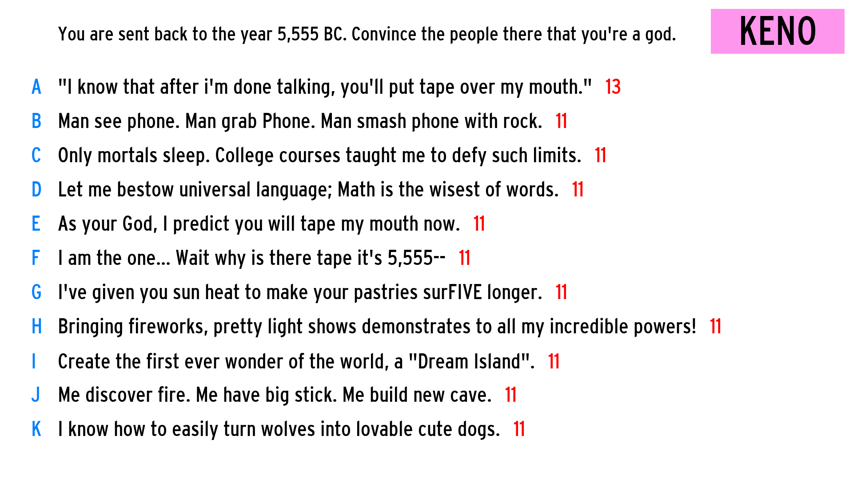 You are sent back to the year 5,555 BC. Convince the people there that you're a god.
KENO
A "I know that after i'm done talking, you'll put tape over my mouth." 13
B Man see phone. Man grab Phone. Man smash phone with rock. 11
C Only mortals sleep. College courses taught me to defy such limits. 11
D Let me bestow universal language; Math is the wisest of words. 11
E As your God, I predict you will tape my mouth now. 11
F I am the one... Wait why is there tape it's 5,555-- 11
G I've given you sun heat to make your pastries surFIVE longer. 11
H Bringing fireworks, pretty light shows demonstrates to all my incredible powers! 11
I Create the first ever wonder of the world, a "Dream Island". 11
J Me discover fire. Me have big stick. Me build new cave. 11
K I know how to easily turn wolves into lovable cute dogs. 11